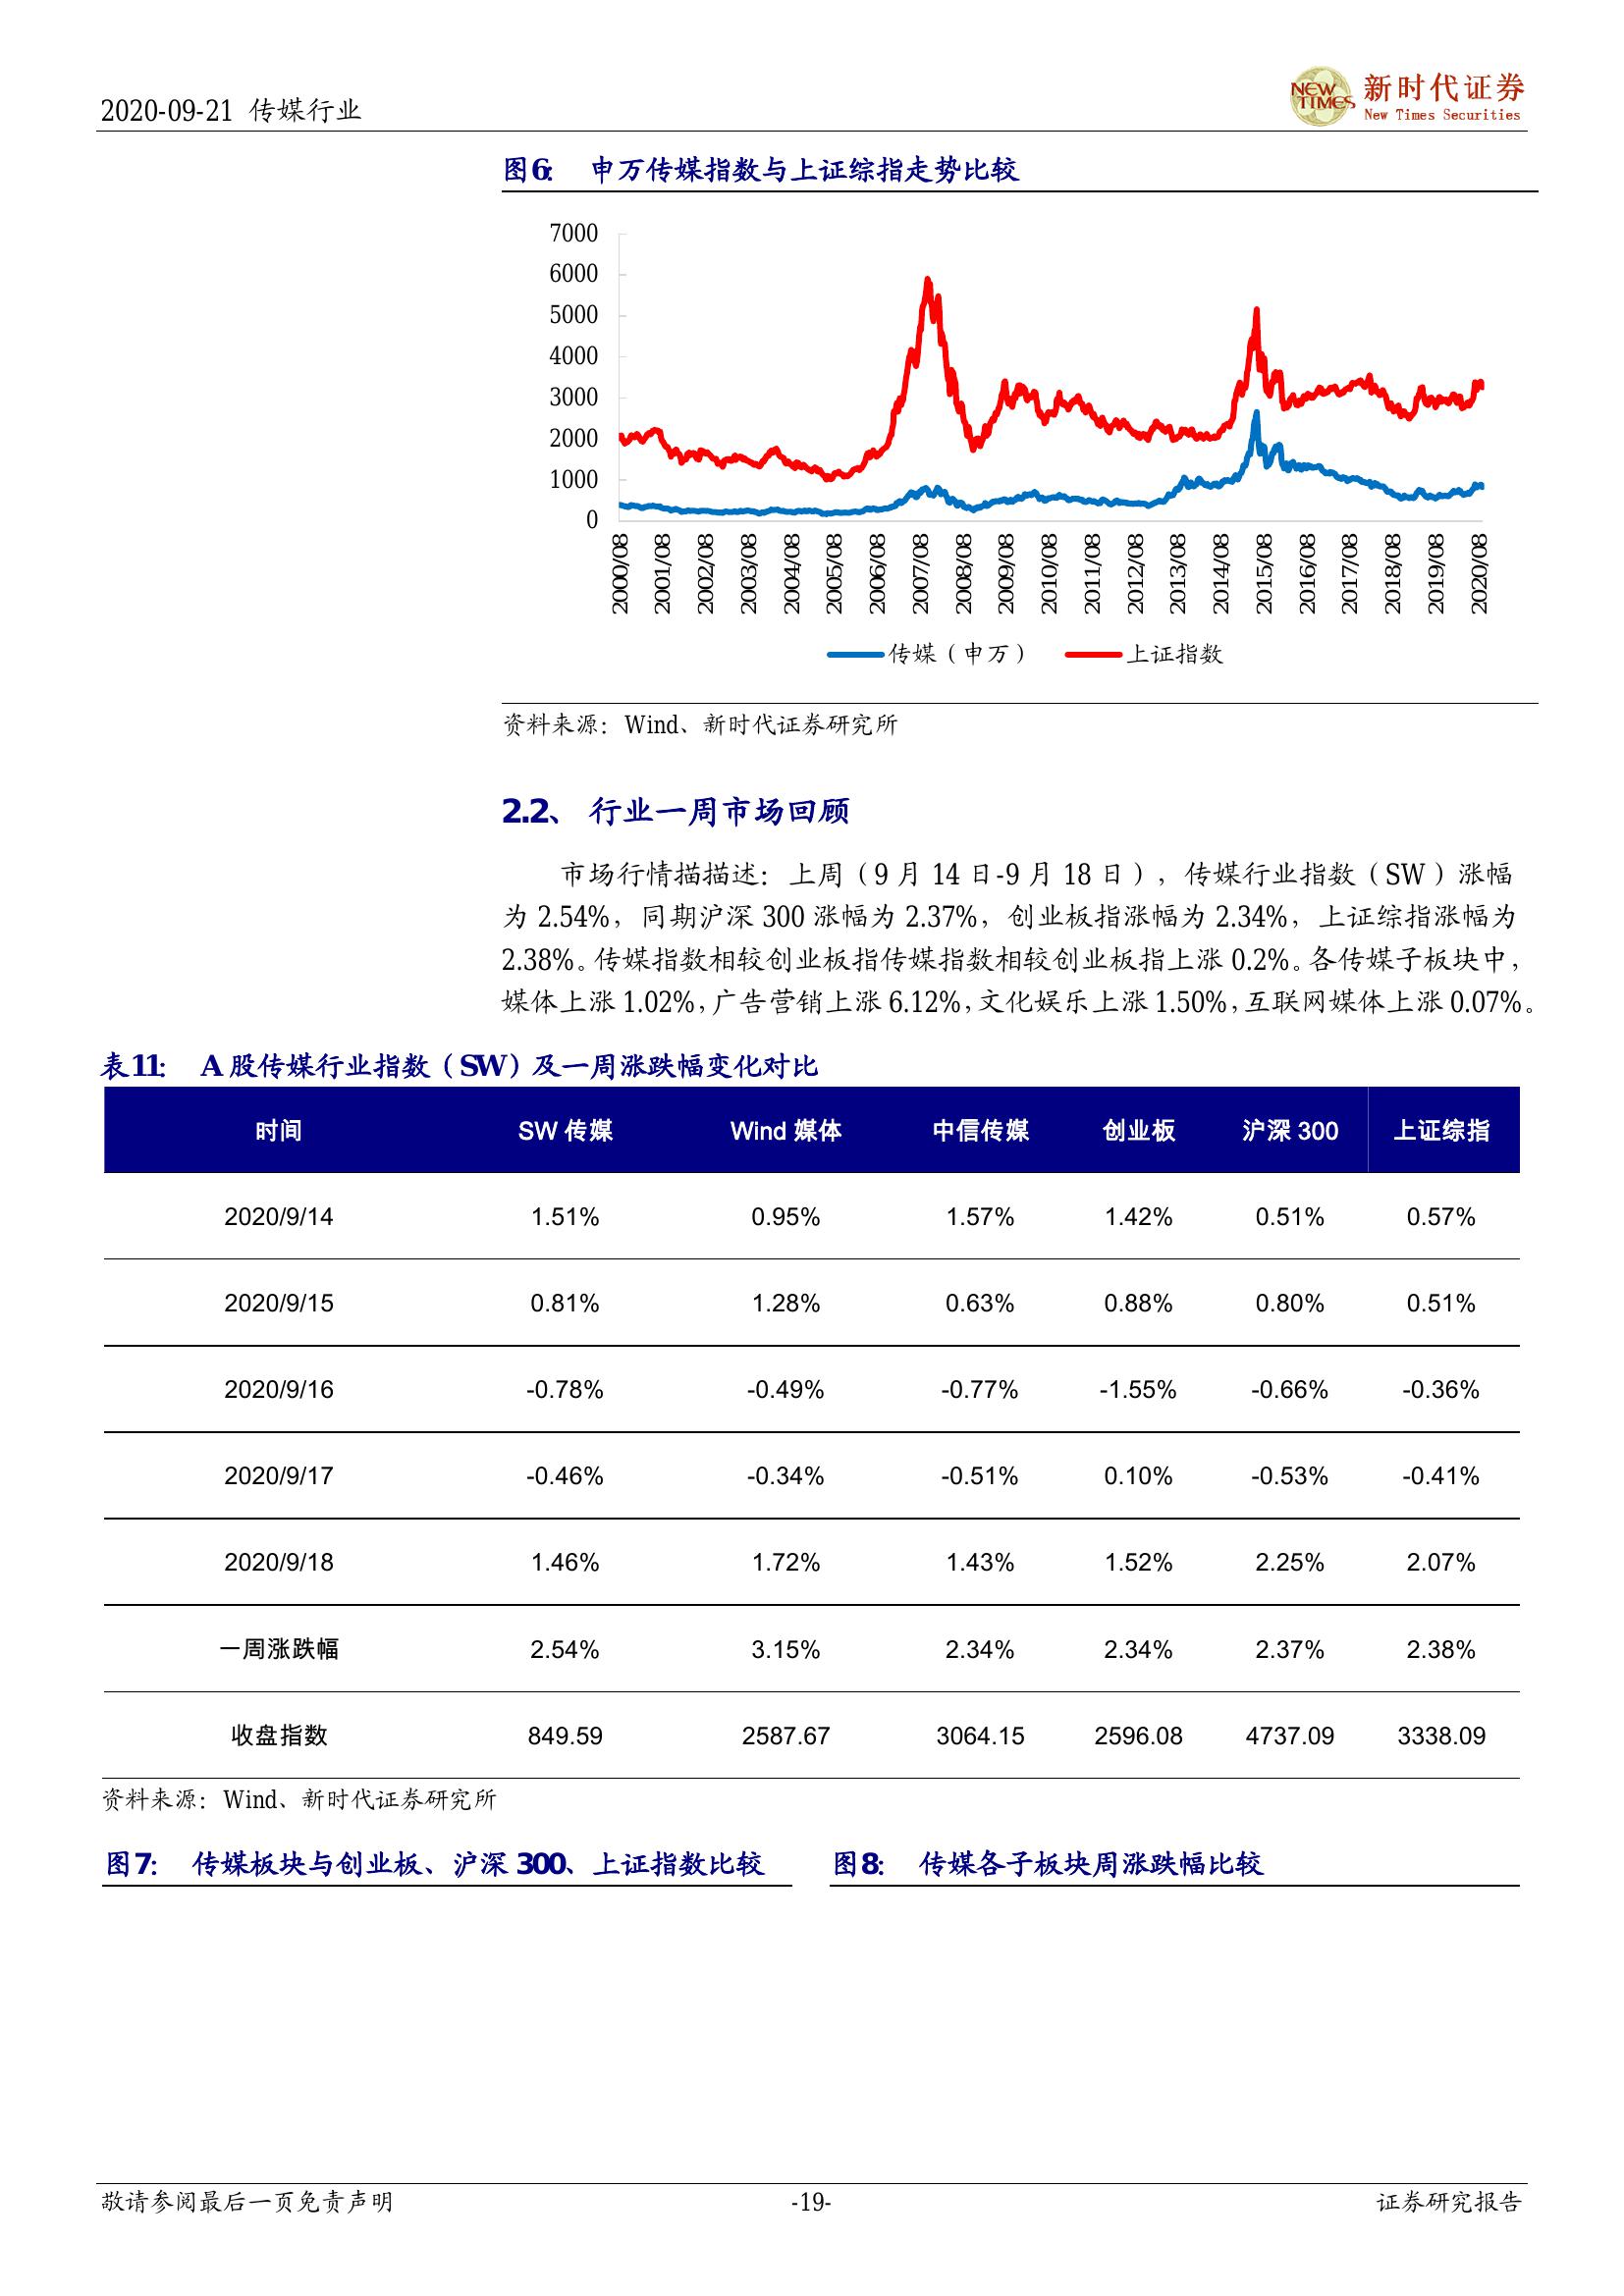 2020-09-21 传媒行业
NEW TIMES
新时代证券
New Times Securities
图6: 申万传媒指数与上证综指走势比较
7000
6000
5000
4000
3000
2000
1000
0
2000/08
2001/08
2002/08
2003/08
2004/08
2005/08
2006/08
2007/08
2008/08
2009/08
2010/08
2011/08
2012/08
2013/08
2014/08
2015/08
2016/08
2017/08
2018/08
2019/08
2020/08
传媒（申万） 上证指数
资料来源：Wind、新时代证券研究所
2.2、 行业一周市场回顾
市场行情描描述：上周（9 月 14 日-9 月 18 日），传媒行业指数（SW）涨幅
为 2.54%，同期沪深 300 涨幅为 2.37%，创业板指涨幅为 2.34%，上证综指涨幅为
2.38%。传媒指数相较创业板指传媒指数相较创业板指上涨 0.2%。各传媒子板块中，
媒体上涨 1.02%，广告营销上涨 6.12%，文化娱乐上涨 1.50%，互联网媒体上涨 0.07%。
表11: A 股传媒行业指数（SW）及一周涨跌幅变化对比
时间 SW 传媒 Wind 媒体 中信传媒 创业板 沪深 300 上证综指
2020/9/14 1.51% 0.95% 1.57% 1.42% 0.51% 0.57%
2020/9/15 0.81% 1.28% 0.63% 0.88% 0.80% 0.51%
2020/9/16 -0.78% -0.49% -0.77% -1.55% -0.66% -0.36%
2020/9/17 -0.46% -0.34% -0.51% 0.10% -0.53% -0.41%
2020/9/18 1.46% 1.72% 1.43% 1.52% 2.25% 2.07%
一周涨跌幅 2.54% 3.15% 2.34% 2.34% 2.37% 2.38%
收盘指数 849.59 2587.67 3064.15 2596.08 4737.09 3338.09
资料来源：Wind、新时代证券研究所
图7: 传媒板块与创业板、沪深 300、上证指数比较
图8: 传媒各子板块周涨跌幅比较
敬请参阅最后一页免责声明 -19- 证券研究报告